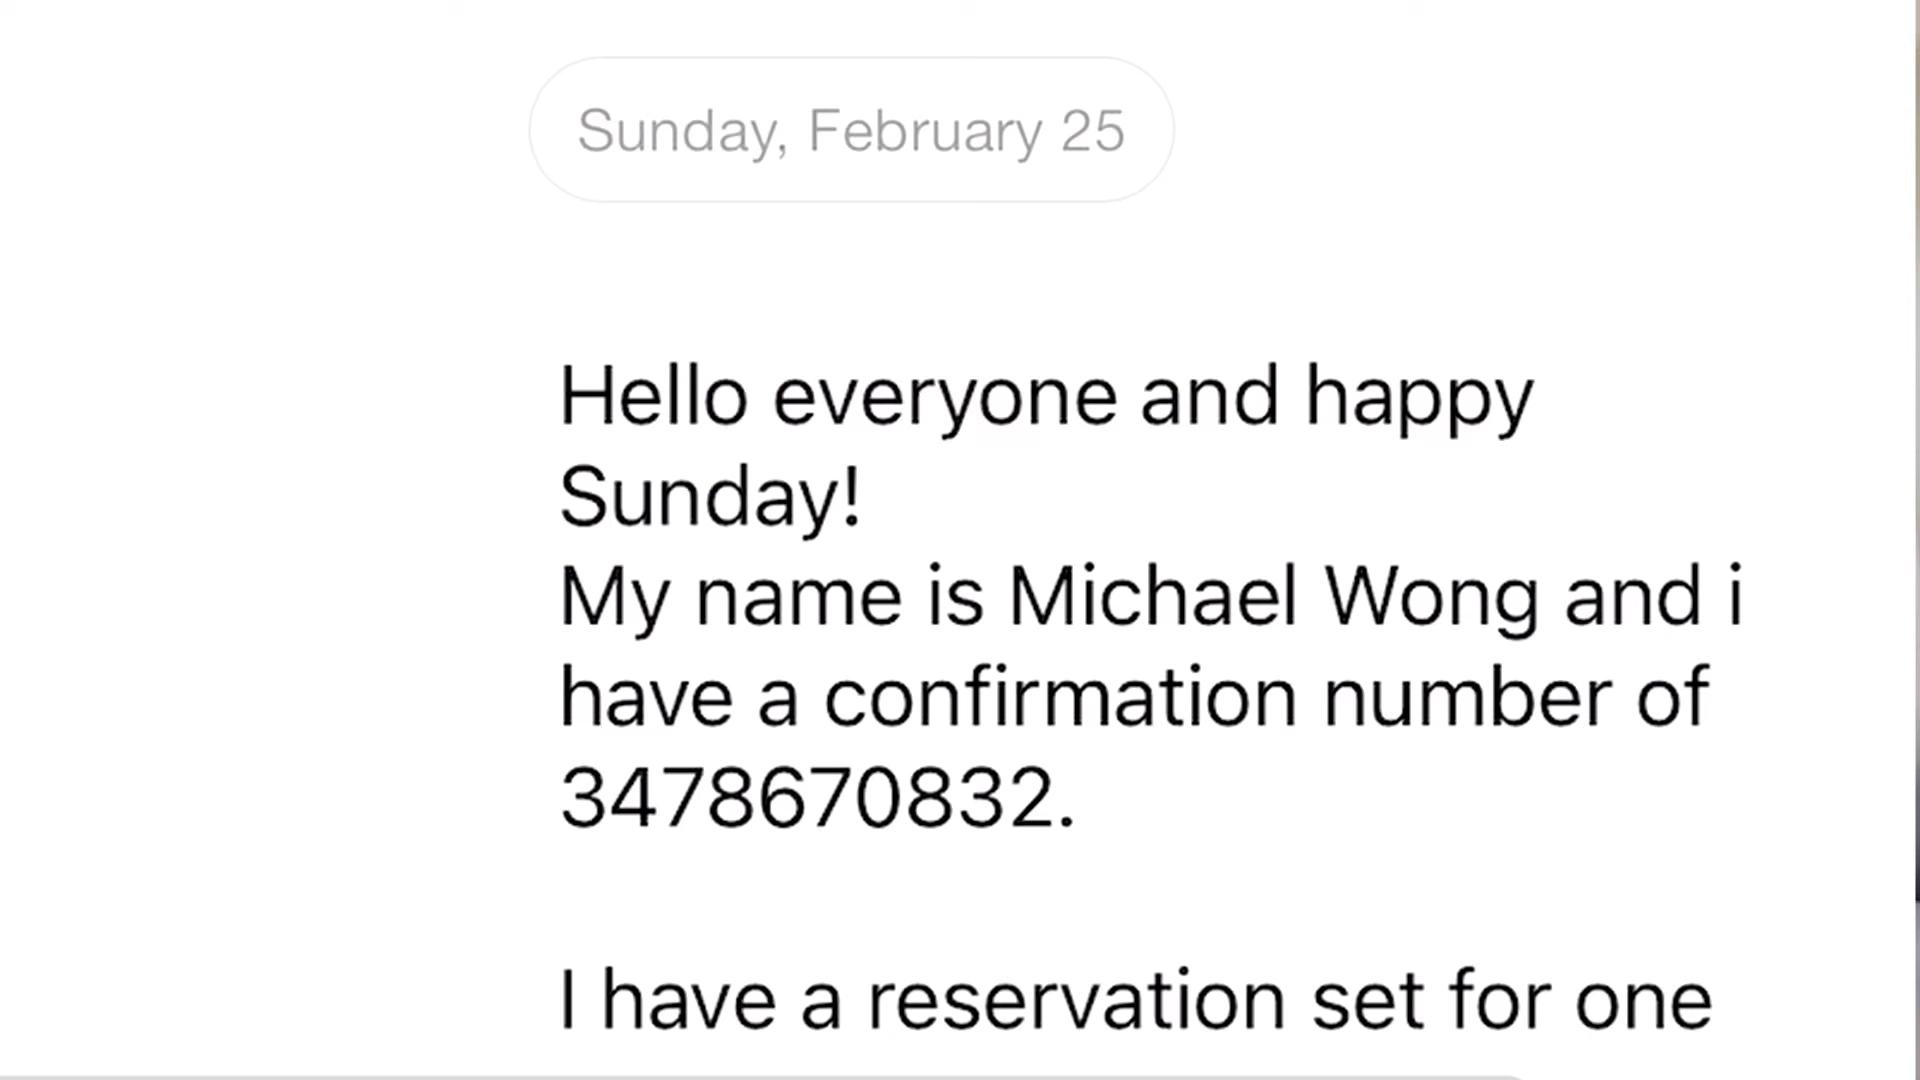 Sunday, February 25
Hello everyone and happy
Sunday!
My name is Michael Wong and i
have a confirmation number of
3478670832.
I have a reservation set for one